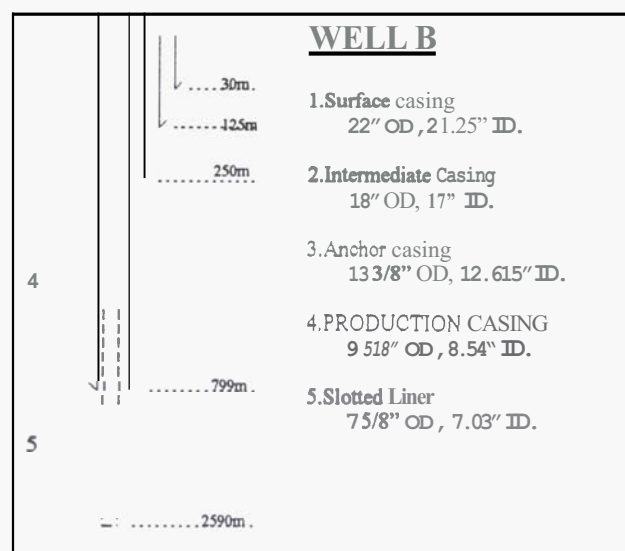 WELL B
30m
125m
250m
4
799m
5
2590m
1.Surface casing
22" OD, 21.25" ID.
2.Intermediate Casing
18" OD, 17" ID.
3.Anchor casing
13 3/8" OD, 12.615" ID.
4.PRODUCTION CASING
9 518" OD, 8.54" ID.
5.Slotted Liner
7 5/8" OD, 7.03" ID.